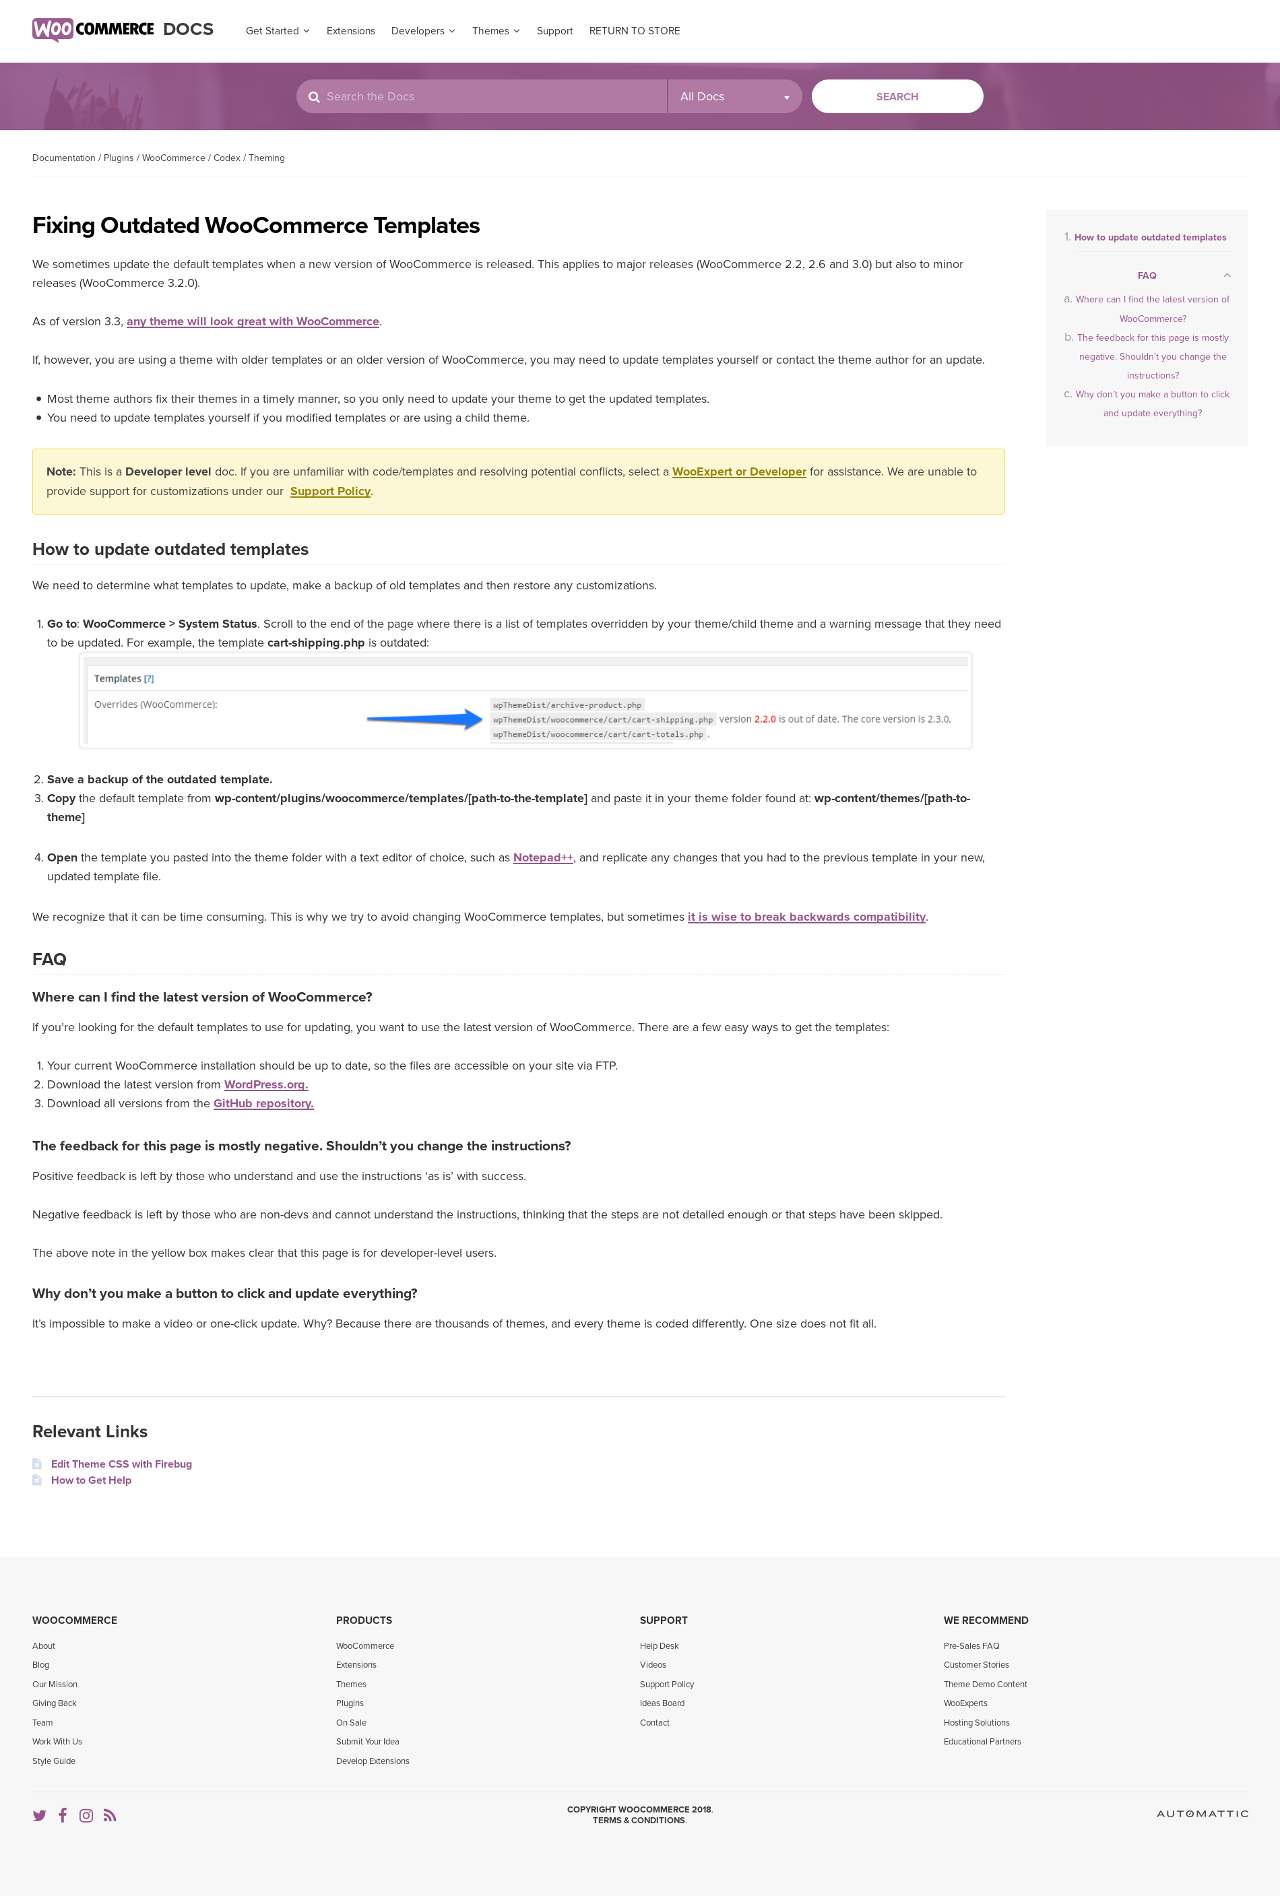 WOO COMMERCE DOCS Get Started Extensions Developers Themes Support RETURN TO STORE
Search the Docs All Docs SEARCH
Documentation / Plugins / WooCommerce / Codex / Theming
Fixing Outdated WooCommerce Templates
We sometimes update the default templates when a new version of WooCommerce is released. This applies to major releases (WooCommerce 2.2, 2.6 and 3.0) but also to minor
releases (WooCommerce 3.2.0).
As of version 3.3, any theme will look great with WooCommerce.
If, however, you are using a theme with older templates or an older version of WooCommerce, you may need to update templates yourself or contact the theme author for an update.
• Most theme authors fix their themes in a timely manner, so you only need to update your theme to get the updated templates.
• You need to update templates yourself if you modified templates or are using a child theme.
Note: This is a Developer level doc. If you are unfamiliar with code/templates and resolving potential conflicts, select a WooExpert or Developer for assistance. We are unable to
provide support for customizations under our Support Policy.
How to update outdated templates
We need to determine what templates to update, make a backup of old templates and then restore any customizations.
1. Go to: WooCommerce > System Status. Scroll to the end of the page where there is a list of templates overridden by your theme/child theme and a warning message that they need
to be updated. For example, the template cart-shipping.php is outdated:
Templates [?]
Overrides (WooCommerce):
wpThemeDist/archive-product.php
wpThemeDist/woocommerce/cart/cart-shipping.php version 2.2.0 is out of date. The core version is 2.3.0,
wpThemeDist/woocommerce/cart/cart-totals.php ,
2. Save a backup of the outdated template.
3. Copy the default template from wp-content/plugins/woocommerce/templates/[path-to-the-template] and paste it in your theme folder found at: wp-content/themes/[path-to-
theme]
4. Open the template you pasted into the theme folder with a text editor of choice, such as Notepad++, and replicate any changes that you had to the previous template in your new,
updated template file.
We recognize that it can be time consuming. This is why we try to avoid changing WooCommerce templates, but sometimes it is wise to break backwards compatibility.
FAQ
Where can I find the latest version of WooCommerce?
If you're looking for the default templates to use for updating, you want to use the latest version of WooCommerce. There are a few easy ways to get the templates:
1. Your current WooCommerce installation should be up to date, so the files are accessible on your site via FTP.
2. Download the latest version from WordPress.org.
3. Download all versions from the GitHub repository.
The feedback for this page is mostly negative. Shouldn’t you change the instructions?
Positive feedback is left by those who understand and use the instructions ‘as is’ with success.
Negative feedback is left by those who are non-devs and cannot understand the instructions, thinking that the steps are not detailed enough or that steps have been skipped.
The above note in the yellow box makes clear that this page is for developer-level users.
Why don’t you make a button to click and update everything?
It’s impossible to make a video or one-click update. Why? Because there are thousands of themes, and every theme is coded differently. One size does not fit all.
Relevant Links
Edit Theme CSS with Firebug
How to Get Help
1. How to update outdated templates
FAQ
a. Where can I find the latest version of
WooCommerce?
b. The feedback for this page is mostly
negative. Shouldn’t you change the
instructions?
c. Why don’t you make a button to click
and update everything?
WOOCOMMERCE
About
Blog
Our Mission
Giving Back
Team
Work With Us
Style Guide
PRODUCTS
WooCommerce
Extensions
Themes
Plugins
On Sale
Submit Your Idea
Develop Extensions
SUPPORT
Help Desk
Videos
Support Policy
Ideas Board
Contact
WE RECOMMEND
Pre-Sales FAQ
Customer Stories
Theme Demo Content
WooExperts
Hosting Solutions
Educational Partners
COPYRIGHT WOOCOMMERCE 2018.
TERMS & CONDITIONS.
AUTOMATTIC